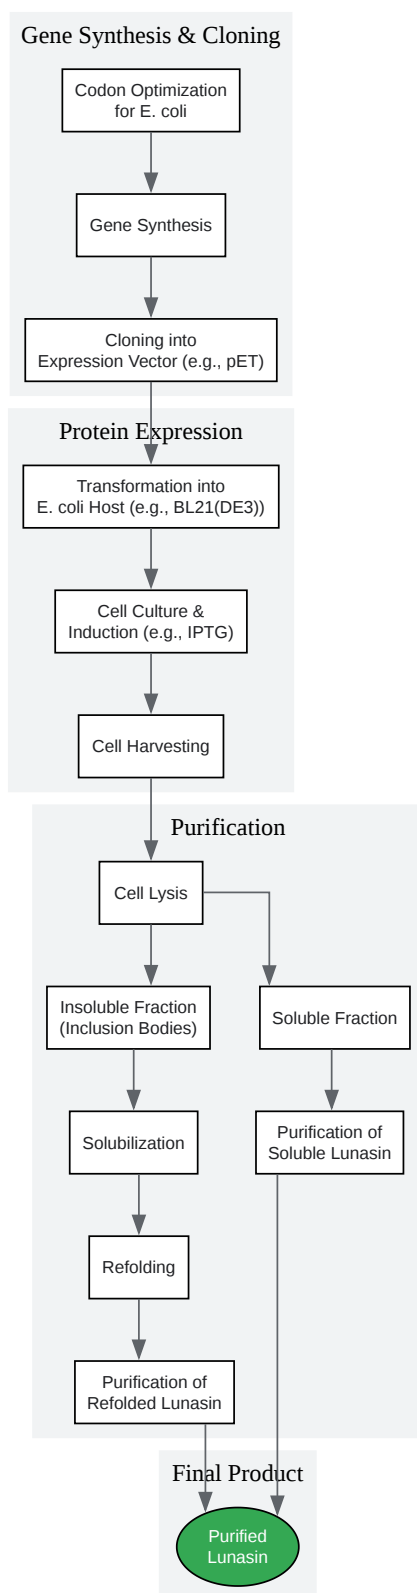 Gene Synthesis & Cloning
Codon Optimization
for E. coli
Gene Synthesis
Cloning into
Expression Vector (e.g., pET)
Protein Expression
Transformation into
E. coli Host (e.g., BL21(DE3))
Cell Culture &
Induction (e.g., IPTG)
Cell Harvesting
Purification
Cell Lysis
Insoluble Fraction
(Inclusion Bodies)
Soluble Fraction
Solubilization
Purification of
Soluble Lunasin
Refolding
Purification of
Refolded Lunasin
Final Product
Purified
Lunasin